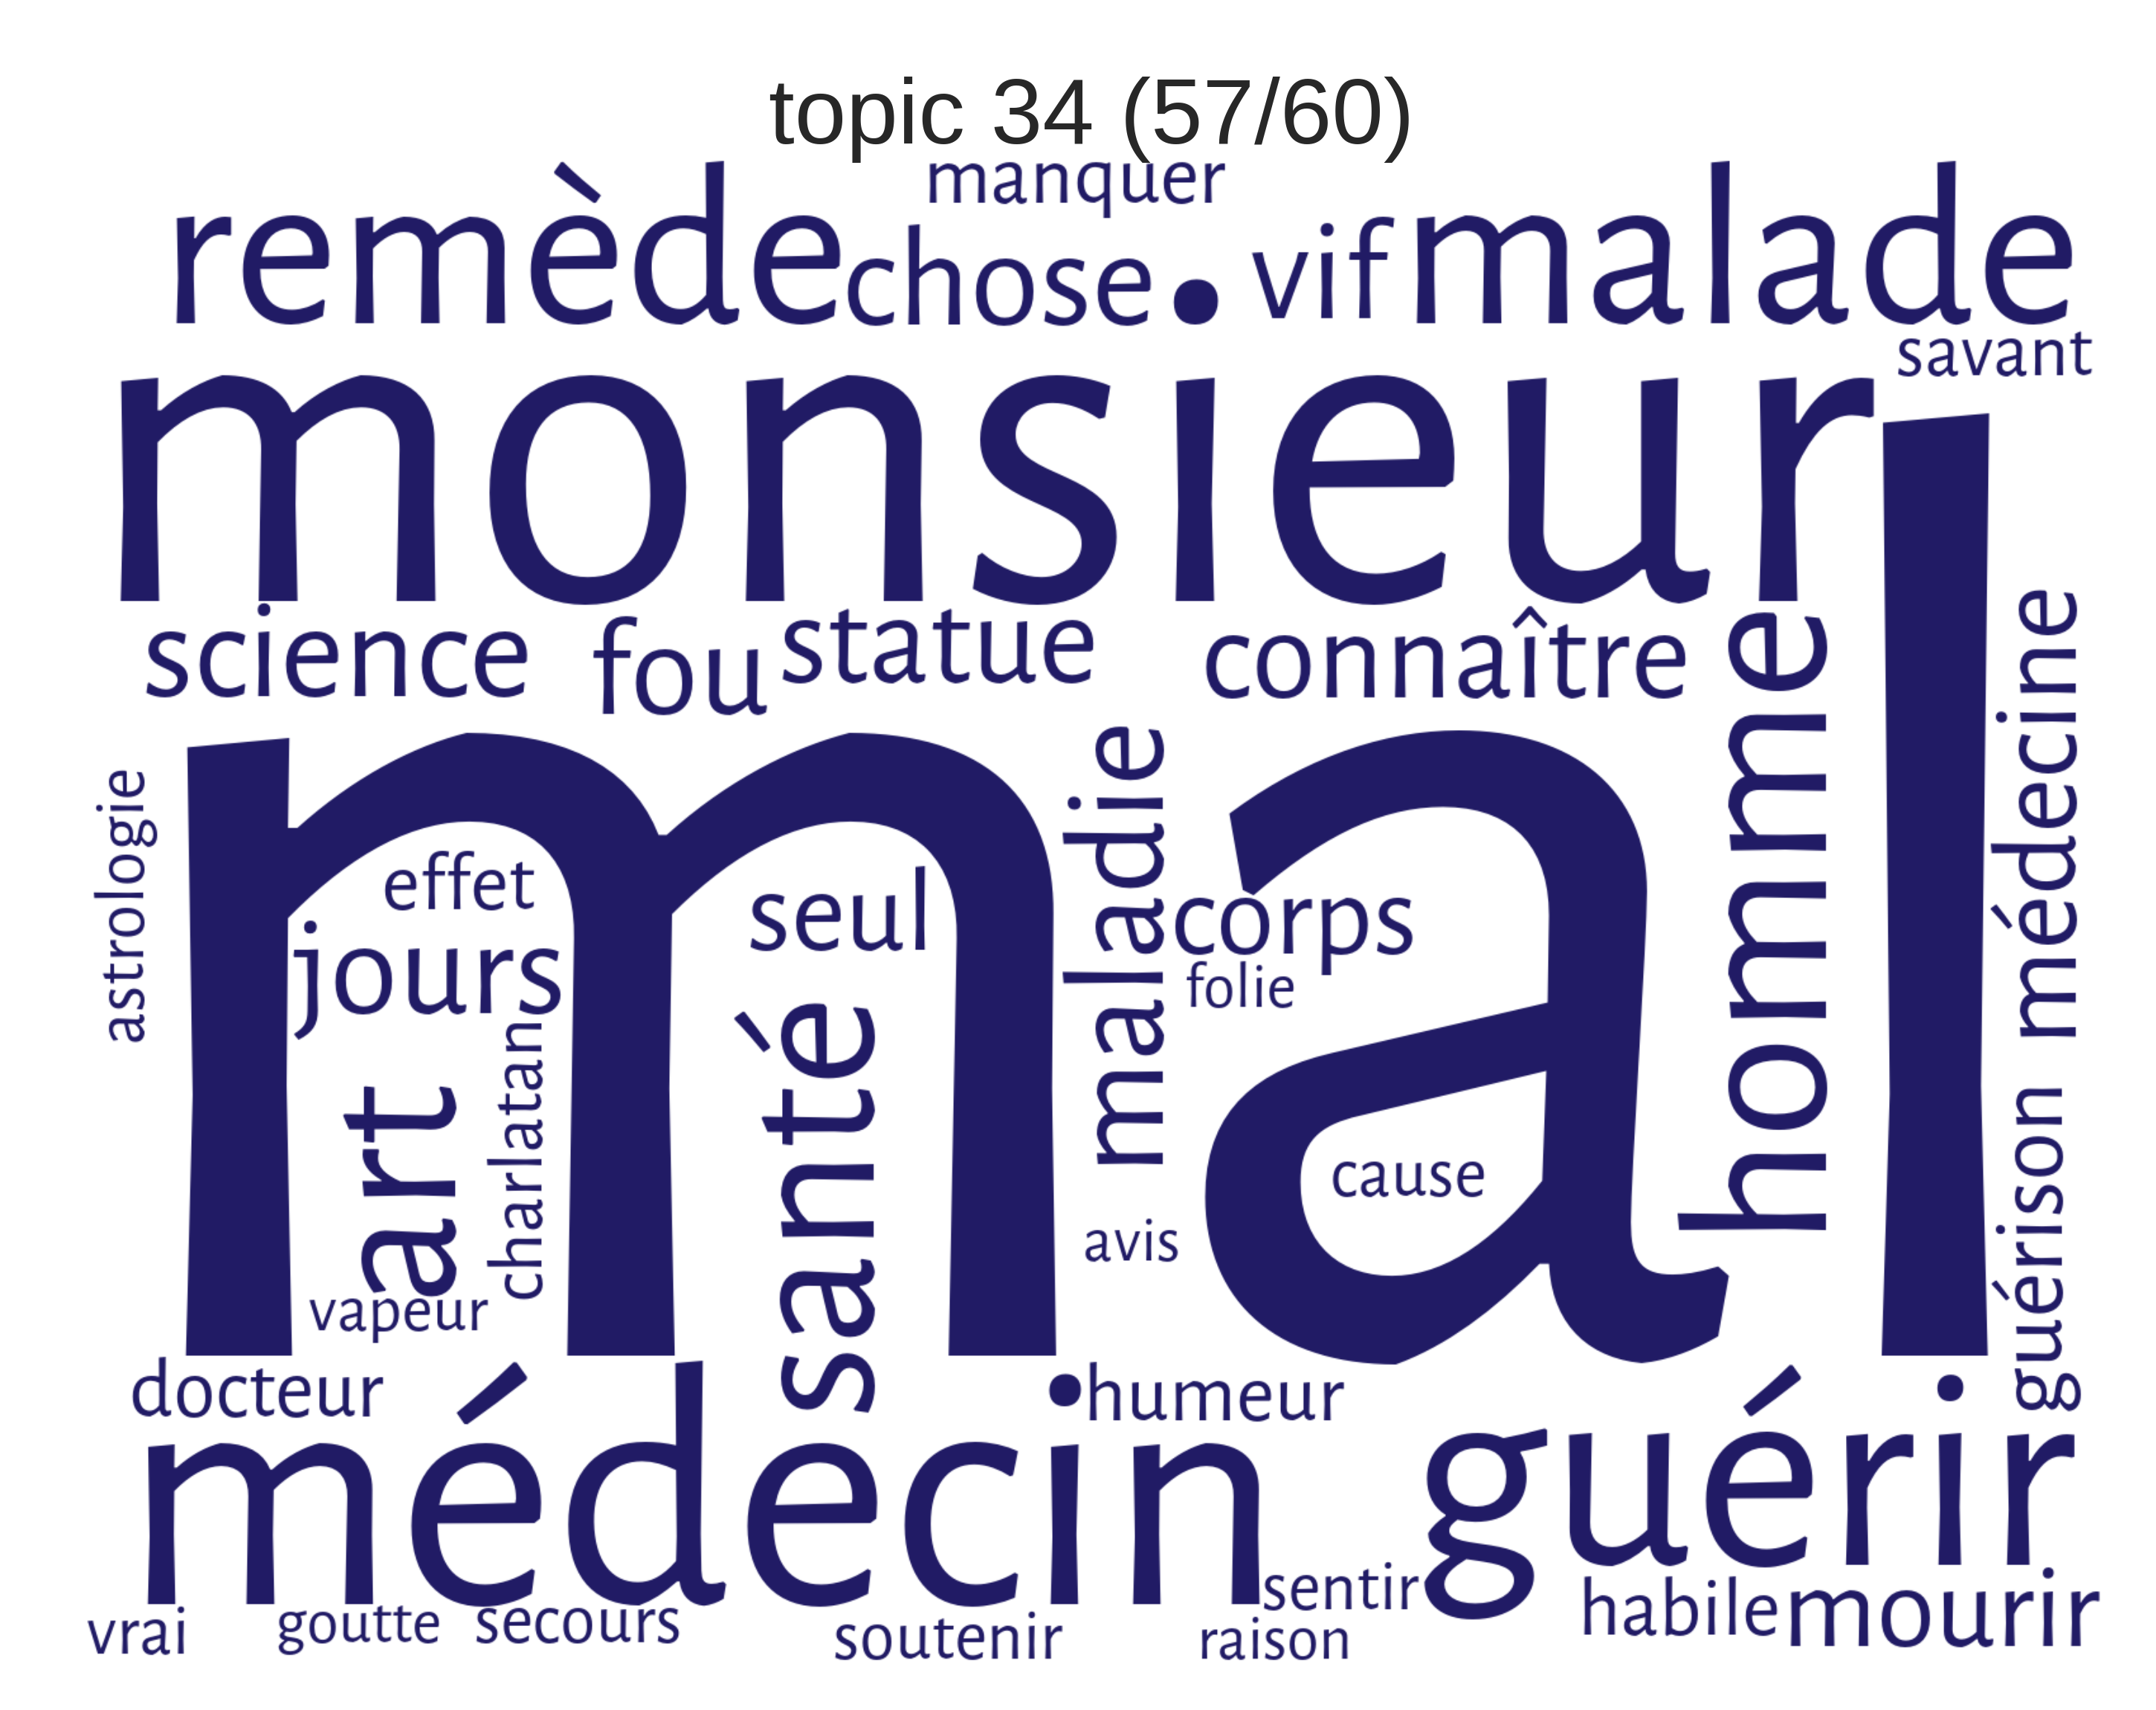 topic 34 (57/60)
manquer
remède chose vif malade
savant
monsieur
science fou statue connaître
homme
médecine
astrologie
effet
jours
seul
maladie
corps
folie
mal
art
charlatan
santé
cause
avis
vapeur
guérison
docteur
humeur
médecin
guérir
sentir
habile mourir
vrai goutte secours soutenir raison